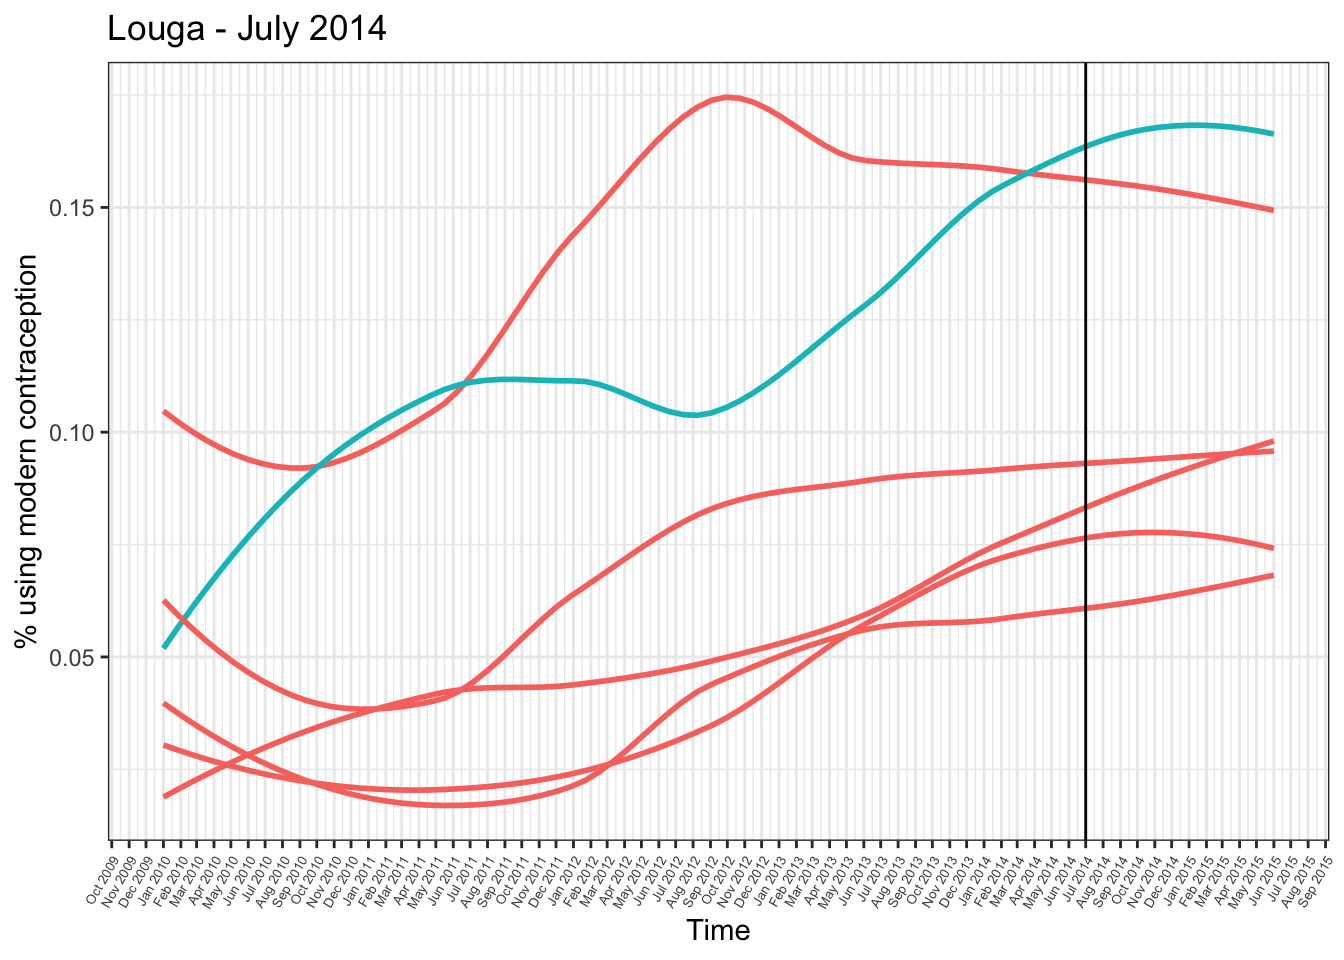 Louga - July 2014
% using modern contraception
0.15
0.10
0.05
Oct 2009
Nov 2009
Dec 2009
Jan 2010
Feb 2010
Mar 2010
Apr 2010
May 2010
Jun 2010
Jul 2010
Aug 2010
Sep 2010
Oct 2010
Nov 2010
Dec 2010
Jan 2011
Feb 2011
Mar 2011
Apr 2011
May 2011
Jun 2011
Jul 2011
Aug 2011
Sep 2011
Oct 2011
Nov 2011
Dec 2011
Jan 2012
Feb 2012
Mar 2012
Apr 2012
May 2012
Jun 2012
Jul 2012
Aug 2012
Sep 2012
Oct 2012
Nov 2012
Dec 2012
Jan 2013
Feb 2013
Mar 2013
Apr 2013
May 2013
Jun 2013
Jul 2013
Aug 2013
Sep 2013
Oct 2013
Nov 2013
Dec 2013
Jan 2014
Feb 2014
Mar 2014
Apr 2014
May 2014
Jun 2014
Jul 2014
Aug 2014
Sep 2014
Oct 2014
Nov 2014
Dec 2014
Jan 2015
Feb 2015
Mar 2015
Apr 2015
May 2015
Jun 2015
Jul 2015
Aug 2015
Sep 2015
Time